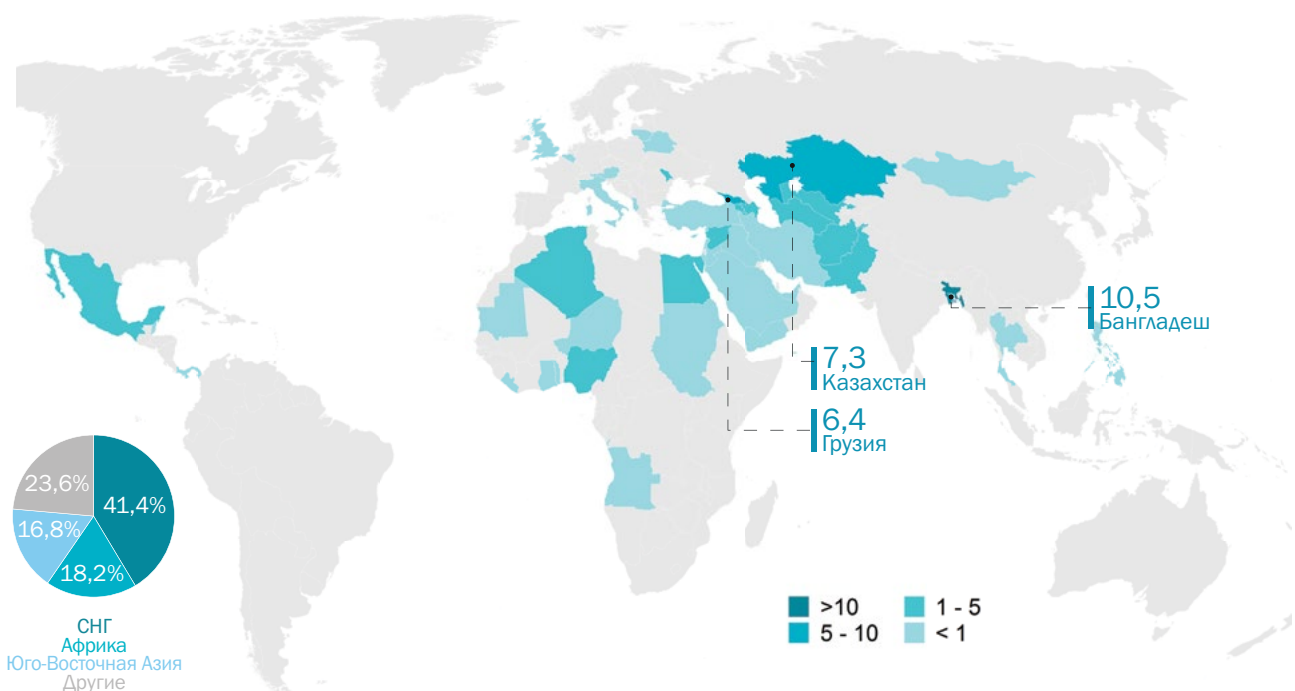 10,5
Бангладеш
7,3
Казахстан
6,4
Грузия
23,6%
41,4%
16,8%
18,2%
СНГ
Африка
Юго-Восточная Азия
Другие
>10
1 - 5
5 - 10
< 1